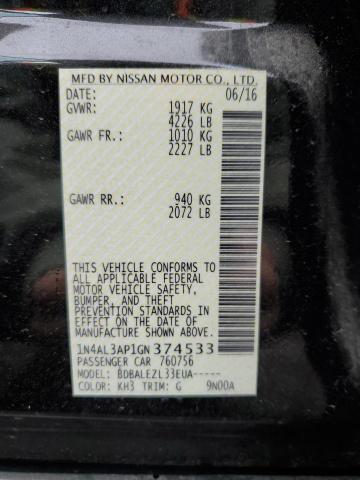 MFD BY NISSAN MOTOR CO., LTD.
DATE: 06/16
GVWR: 1917 KG
4226 LB
GAWR FR.: 1010 KG
2227 LB
GAWR RR.: 940 KG
2072 LB
THIS VEHICLE CONFORMS TO
ALL APPLICABLE FEDERAL
MOTOR VEHICLE SAFETY,
BUMPER, AND THEFT
PREVENTION STANDARDS IN
EFFECT ON THE DATE OF
MANUFACTURE SHOWN ABOVE.
1N4AL3AP1GN374533
PASSENGER CAR 760756
MODEL: BDBALEZL33EUA-----
COLOR: KH3 TRIM: G 9N00A